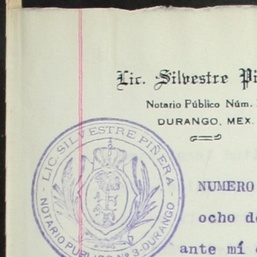 Lic. Silvestre Pi
Notario Público Núm.
DURANGO, MEX.
LIC. SILVESTRE PIÑERA
NOTARIO PUBLICO Nº 3-DURANGO
NUMERO
ocho d
ante mí